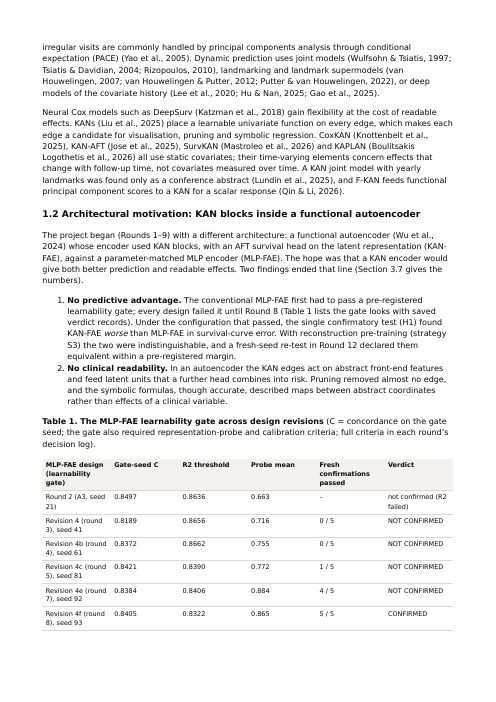 irregular visits are commonly handled by principal components analysis through conditional
expectation (PACE) (Yao et al., 2005). Dynamic prediction uses joint models (Wulfsohn & Tsiatis, 1997;
Tsiatis & Davidian, 2004; Rizopoulos, 2010), landmarking and landmark supermodels (van
Houwelingen, 2007; van Houwelingen & Putter, 2012; Putter & van Houwelingen, 2022), or deep
models of the covariate history (Lee et al., 2020; Hu & Nan, 2025; Gao et al., 2025).
Neural Cox models such as DeepSurv (Katzman et al., 2018) gain flexibility at the cost of readable
effects. KANs (Liu et al., 2025) place a learnable univariate function on every edge, which makes each
edge a candidate for visualisation, pruning and symbolic regression. CoxKAN (Knottenbelt et al.,
2025), KAN-AFT (Jose et al., 2025), SurvKAN (Mastroleo et al., 2026) and KAPLAN (Boulitsakis
Logothetis et al., 2026) all use static covariates; their time-varying elements concern effects that
change with follow-up time, not covariates measured over time. A KAN joint model with yearly
landmarks was found only as a conference abstract (Lundin et al., 2025), and F-KAN feeds functional
principal component scores to a KAN for a scalar response (Qin & Li, 2026).
1.2 Architectural motivation: KAN blocks inside a functional autoencoder
The project began (Rounds 1–9) with a different architecture: a functional autoencoder (Wu et al.,
2024) whose encoder used KAN blocks, with an AFT survival head on the latent representation (KAN-
FAE), against a parameter-matched MLP encoder (MLP-FAE). The hope was that a KAN encoder would
give both better prediction and readable effects. Two findings ended that line (Section 3.7 gives the
numbers).
1. No predictive advantage. The conventional MLP-FAE first had to pass a pre-registered
learnability gate; every design failed it until Round 8 (Table 1 lists the gate looks with saved
verdict records). Under the configuration that passed, the single confirmatory test (H1) found
KAN-FAE worse than MLP-FAE in survival-curve error. With reconstruction pre-training (strategy
S3) the two were indistinguishable, and a fresh-seed re-test in Round 12 declared them
equivalent within a pre-registered margin.
2. No clinical readability. In an autoencoder the KAN edges act on abstract front-end features
and feed latent units that a further head combines into risk. Pruning removed almost no edge,
and the symbolic formulas, though accurate, described maps between abstract coordinates
rather than effects of a clinical variable.
Table 1. The MLP-FAE learnability gate across design revisions (C = concordance on the gate
seed; the gate also required representation-probe and calibration criteria; full criteria in each round's
decision log).
MLP-FAE design (learnability gate) Gate-seed C R2 threshold Probe mean Fresh confirmations passed Verdict
Round 2 (A3, seed 21) 0.8497 0.8636 0.663 – not confirmed (R2 failed)
Revision 4 (round 3), seed 41 0.8189 0.8656 0.716 0 / 5 NOT CONFIRMED
Revision 4b (round 4), seed 61 0.8372 0.8662 0.755 0 / 5 NOT CONFIRMED
Revision 4c (round 5), seed 81 0.8421 0.8390 0.772 1 / 5 NOT CONFIRMED
Revision 4e (round 7), seed 92 0.8384 0.8406 0.884 4 / 5 NOT CONFIRMED
Revision 4f (round 8), seed 93 0.8405 0.8322 0.865 5 / 5 CONFIRMED